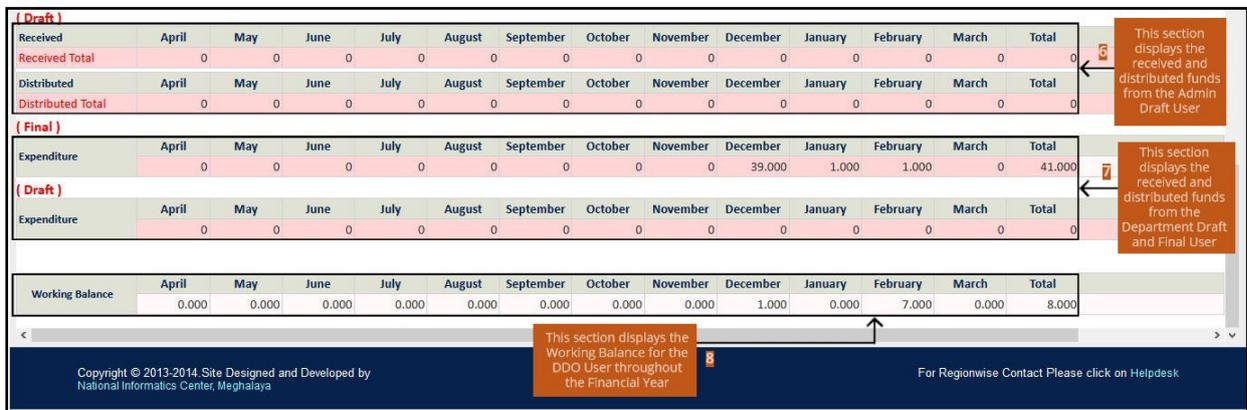 ( Draft )
Received April May June July August September October November December January February March Total
Received Total 0 0 0 0 0 0 0 0 0 0 0 0 0
Distributed April May June July August September October November December January February March Total
Distributed Total 0 0 0 0 0 0 0 0 0 0 0 0 0
6
This section
displays the
received and
distributed funds
from the Admin
Draft User
( Final )
Expenditure April May June July August September October November December January February March Total
0 0 0 0 0 0 0 0 39.000 1.000 1.000 0 41.000
( Draft )
Expenditure April May June July August September October November December January February March Total
0 0 0 0 0 0 0 0 0 0 0 0 0
7
This section
displays the
received and
distributed funds
from the
Department Draft
and Final User
Working Balance April May June July August September October November December January February March Total
0.000 0.000 0.000 0.000 0.000 0.000 0.000 0.000 1.000 0.000 7.000 0.000 8.000
This section displays the
Working Balance for the
DDO User throughout
the Financial Year
8
Copyright © 2013-2014.Site Designed and Developed by
National Informatics Center, Meghalaya
For Regionwise Contact Please click on Helpdesk